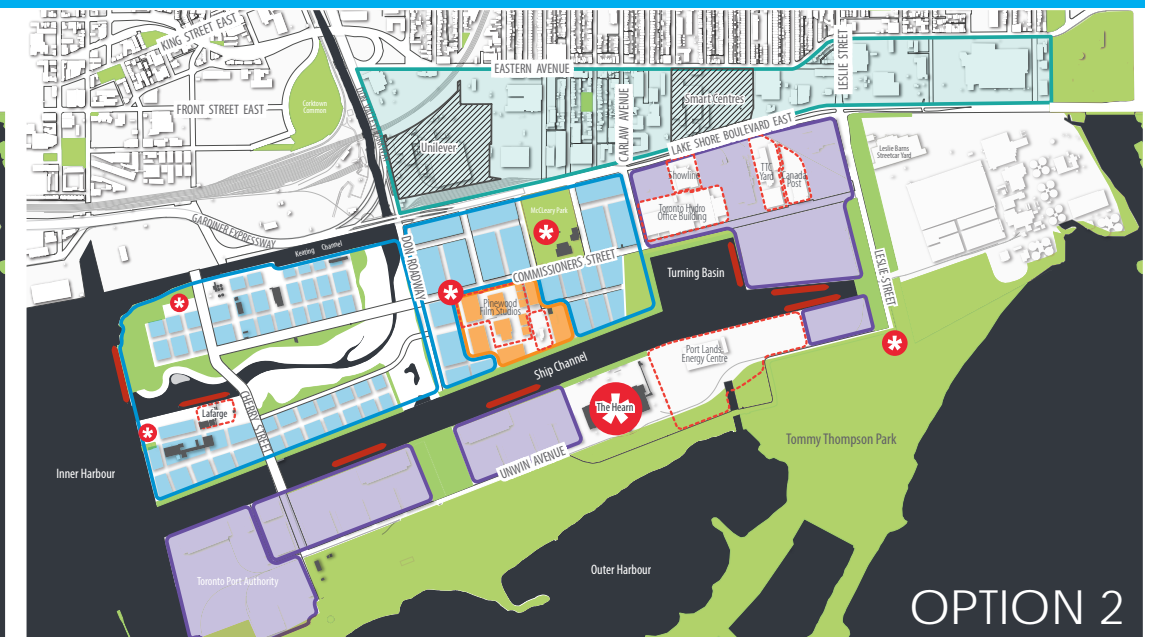 KING STREET EAST
FRONT STREET EAST
Corktown
Common
EASTERN AVENUE
LESLIE STREET
Smart Centres
CARLAW AVENUE
Unilever
LAKE SHORE BOULEVARD EAST
Leslie Barns
Streetcar Yard
howline
TTC
Yard
Canada
Post
Toronto Hydro
Office Building
McCleary Park
GARDINER EXPRESSWAY
Keating Channel
DON ROADWAY
COMMISSIONERS STREET
Turning Basin
LESLIE STREET
Pinewood
Film Studios
Ship Channel
Port Lands
Energy Centre
The Hearn
Lafarge
CHERRY STREET
Tommy Thompson Park
UNWIN AVENUE
Inner Harbour
Outer Harbour
Toronto Port Authority
OPTION 2